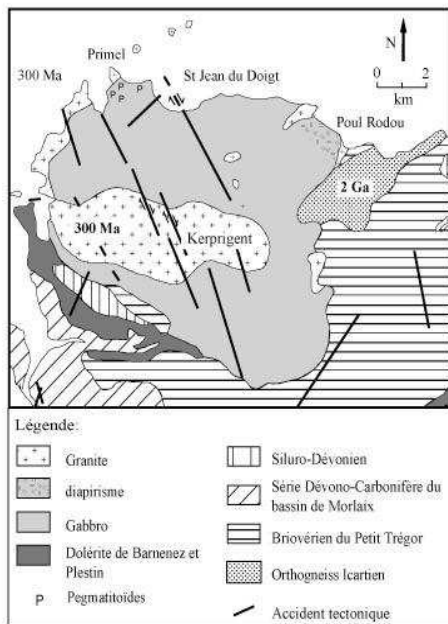 Primel
300 Ma
St Jean du Doigt
N
0 2
km
P P
P P
Poul Rodou
2 Ga
300 Ma
Kerprigent
Légende:
Granite
diapirisme
Gabbro
Dolérite de Barnenez et
Plestin
P Pegmatitoïdes
Siluro-Dévonien
Série Dévono-Carbonifère du
bassin de Morlaix
Briovérien du Petit Trégor
Orthogneiss Icartien
Accident tectonique